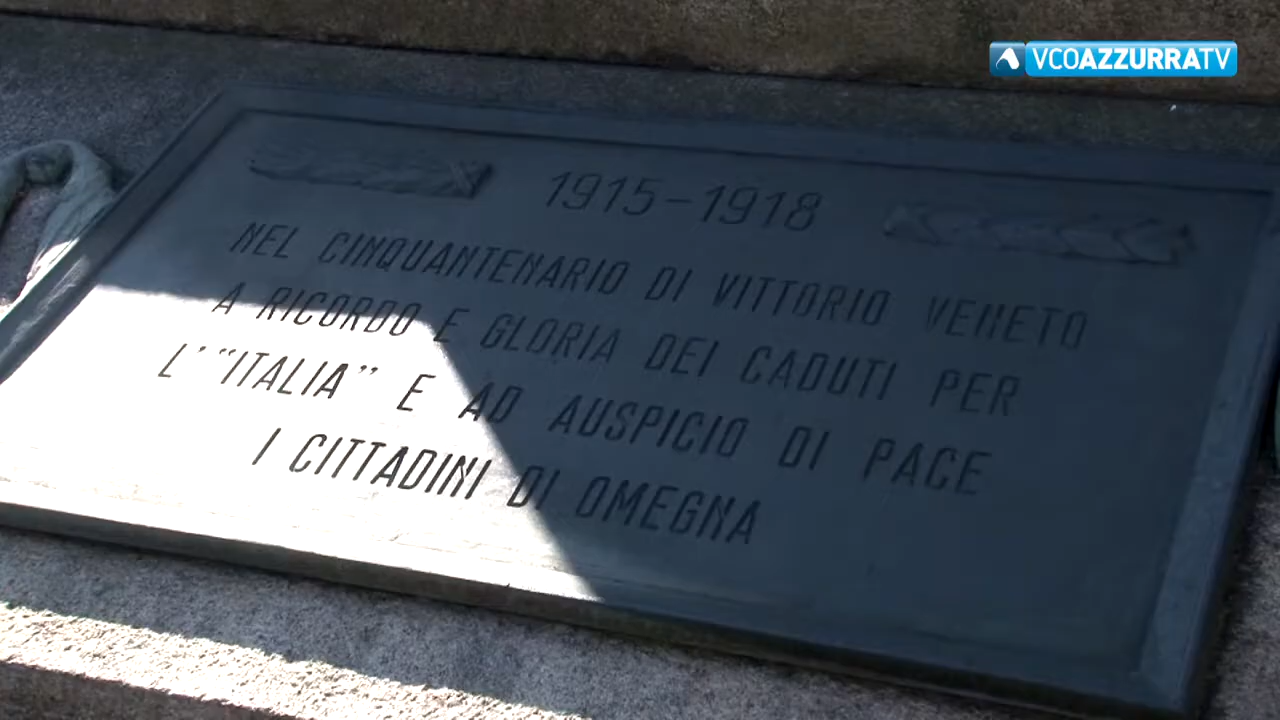 VCOAZZURRATV
1915-1918
NEL CINQUANTENARIO DI VITTORIO VENETO
A RICORDO E GLORIA DEI CADUTI PER
L'"ITALIA" E AD AUSPICIO DI PACE
I CITTADINI DI OMEGNA